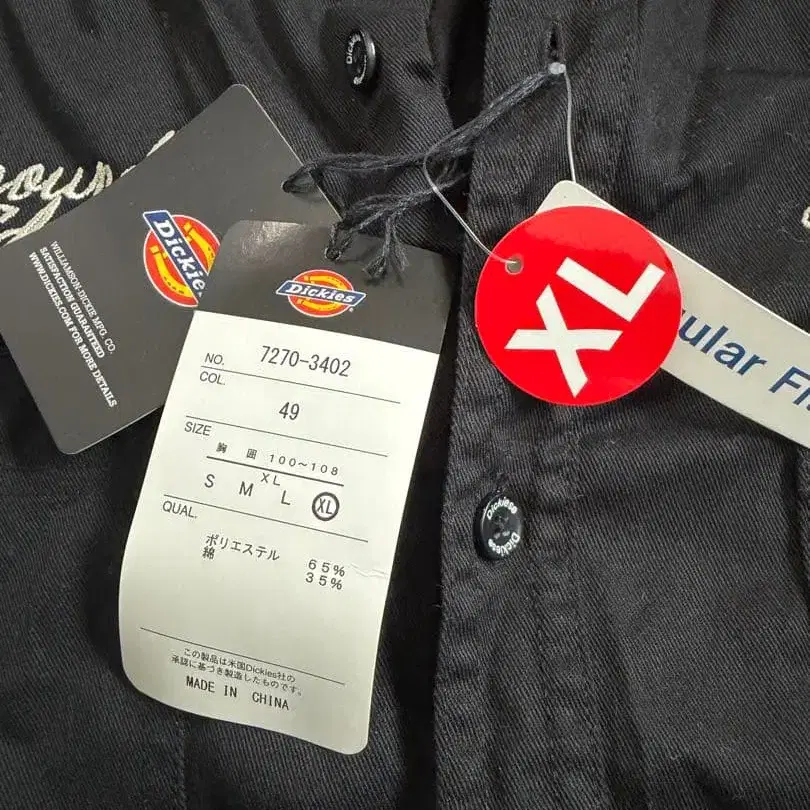 Dickies
Dickies
WILLIAMSON-DICKIE MFG CO.
SATISFACTION GUARANTEED
WWW.DICKIES.COM FOR MORE DETAILS
Dickies
NO. 7270-3402
COL. 49
SIZE
胸 囲 100~108
XL
S M L XL
QUAL.
ポリエステル 65%
綿 35%
この製品は米国Dickies社の
承認に基づき製造したものです。
MADE IN CHINA
XL
ular Fi
Dickies
Dickies